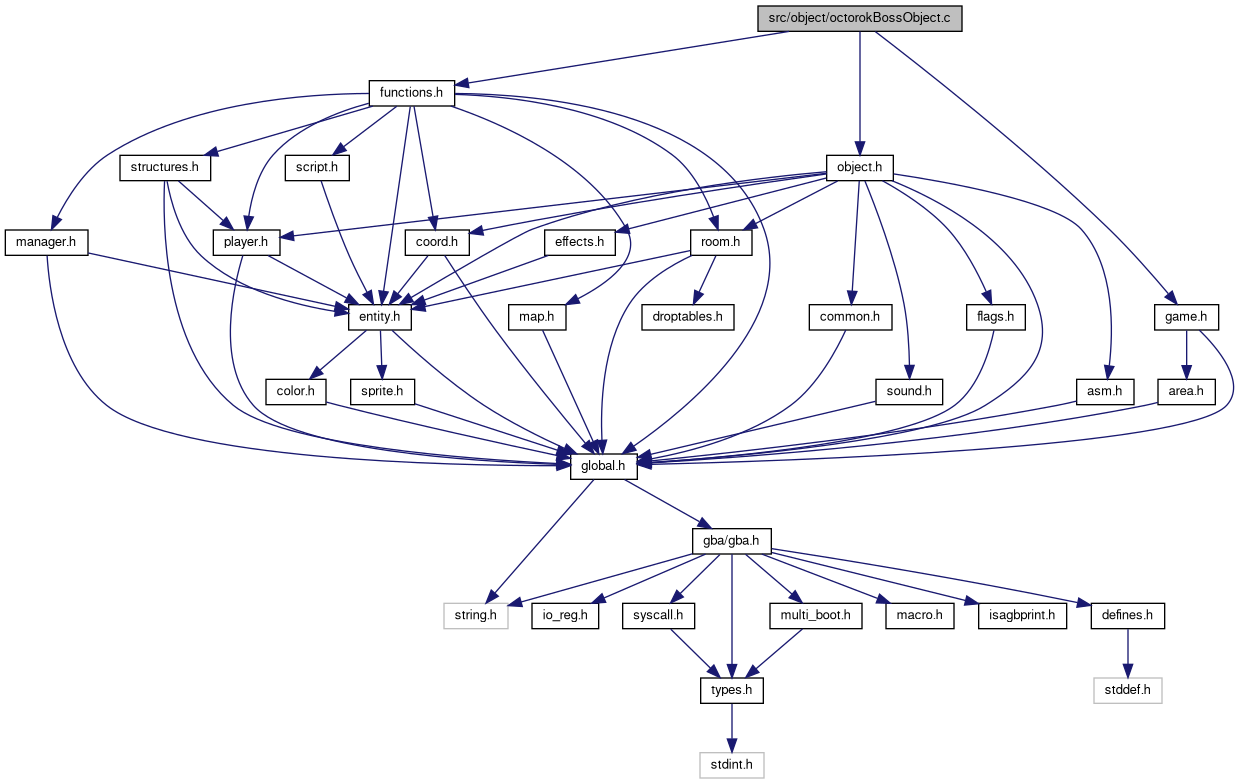 src/object/octorokBossObject.c
functions.h
structures.h
script.h
object.h
manager.h
player.h
coord.h
effects.h
room.h
entity.h
map.h
droptables.h
common.h
flags.h
game.h
color.h
sprite.h
sound.h
asm.h
area.h
global.h
gba/gba.h
string.h
io_reg.h
syscall.h
multi_boot.h
macro.h
isagbprint.h
defines.h
types.h
stddef.h
stdint.h